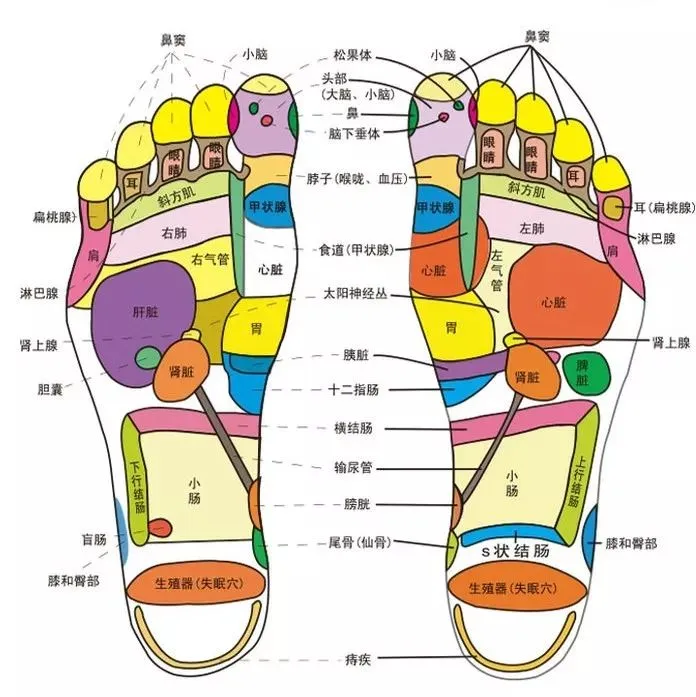 鼻窦
小脑
松果体
头部
(大脑、小脑)
鼻
脑下垂体
小脑
鼻窦
眼睛
眼睛
耳
眼睛
眼睛
耳
脖子(喉咙、血压)
斜方肌
斜方肌
扁桃腺
甲状腺
甲状腺
耳(扁桃腺)
右肺
左肺
淋巴腺
肩
肩
食道(甲状腺)
右气管
左气管
心脏
心脏
心脏
淋巴腺
太阳神经丛
肝脏
胃
胃
肾上腺
肾上腺
胰脏
肾脏
肾脏
脾脏
胆囊
十二指肠
横结肠
下行结肠
上行结肠
输尿管
小肠
小肠
膀胱
盲肠
尾骨(仙骨)
s状结肠
膝和臀部
膝和臀部
生殖器(失眠穴)
生殖器(失眠穴)
痔疾